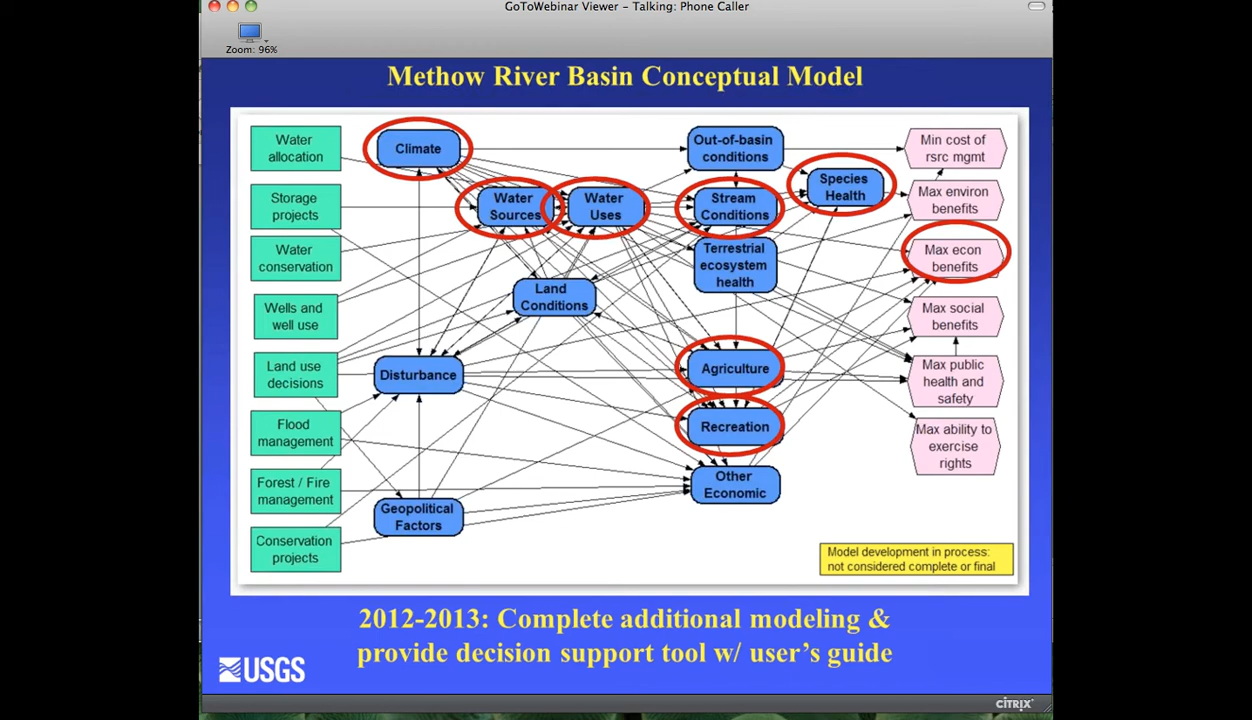 GoToWebinar Viewer - Talking: Phone Caller
Zoom: 96%
Methow River Basin Conceptual Model
Water
allocation
Storage
projects
Water
conservation
Wells and
well use
Land use
decisions
Flood
management
Forest / Fire
management
Conservation
projects
Climate
Water
Sources
Water
Uses
Land
Conditions
Disturbance
Geopolitical
Factors
Out-of-basin
conditions
Stream
Conditions
Terrestrial
ecosystem
health
Agriculture
Recreation
Other
Economic
Species
Health
Min cost of
rsrc mgmt
Max environ
benefits
Max econ
benefits
Max social
benefits
Max public
health and
safety
Max ability to
exercise
rights
Model development in process:
not considered complete or final
2012-2013: Complete additional modeling &
provide decision support tool w/ user's guide
USGS
CITRIX